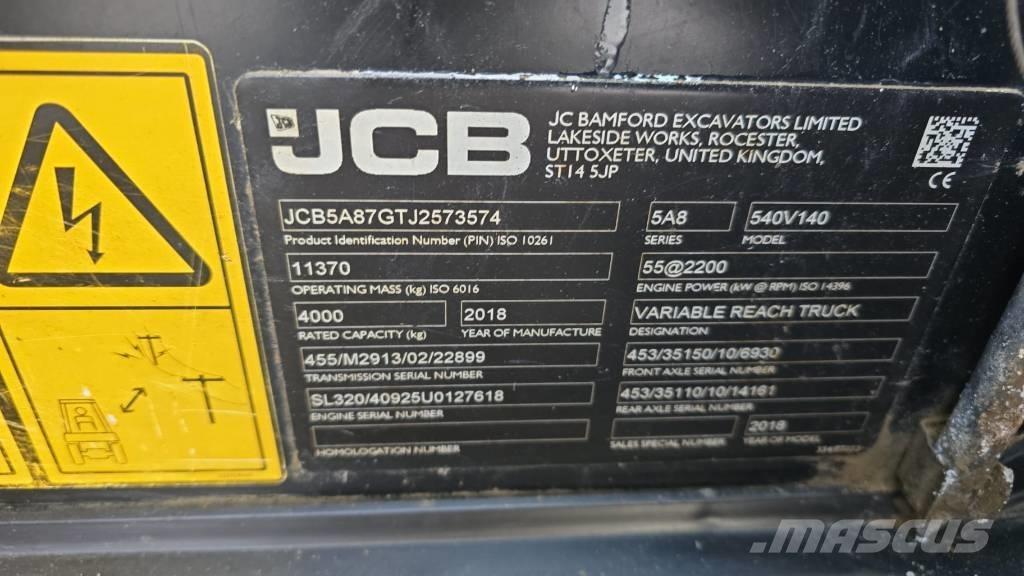 JCB
JC BAMFORD EXCAVATORS LIMITED
LAKESIDE WORKS, ROCESTER,
UTTOXETER, UNITED KINGDOM,
ST14 5JP
CE
JCB5A87GTJ2573574
Product Identification Number (PIN) ISO 10261
5A8
SERIES
540V140
MODEL
11370
OPERATING MASS (kg) ISO 6016
55@2200
ENGINE POWER (kW @ RPM) ISO 14396
4000
RATED CAPACITY (kg)
2018
YEAR OF MANUFACTURE
VARIABLE REACH TRUCK
DESIGNATION
455/M2913/02/22899
TRANSMISSION SERIAL NUMBER
453/35150/10/6930
FRONT AXLE SERIAL NUMBER
SL320/40925U0127618
ENGINE SERIAL NUMBER
453/35110/10/14161
REAR AXLE SERIAL NUMBER
HOMOLOGATION NUMBER
SALES SPECIAL NUMBER
2018
YEAR OF MODEL
MASCUS